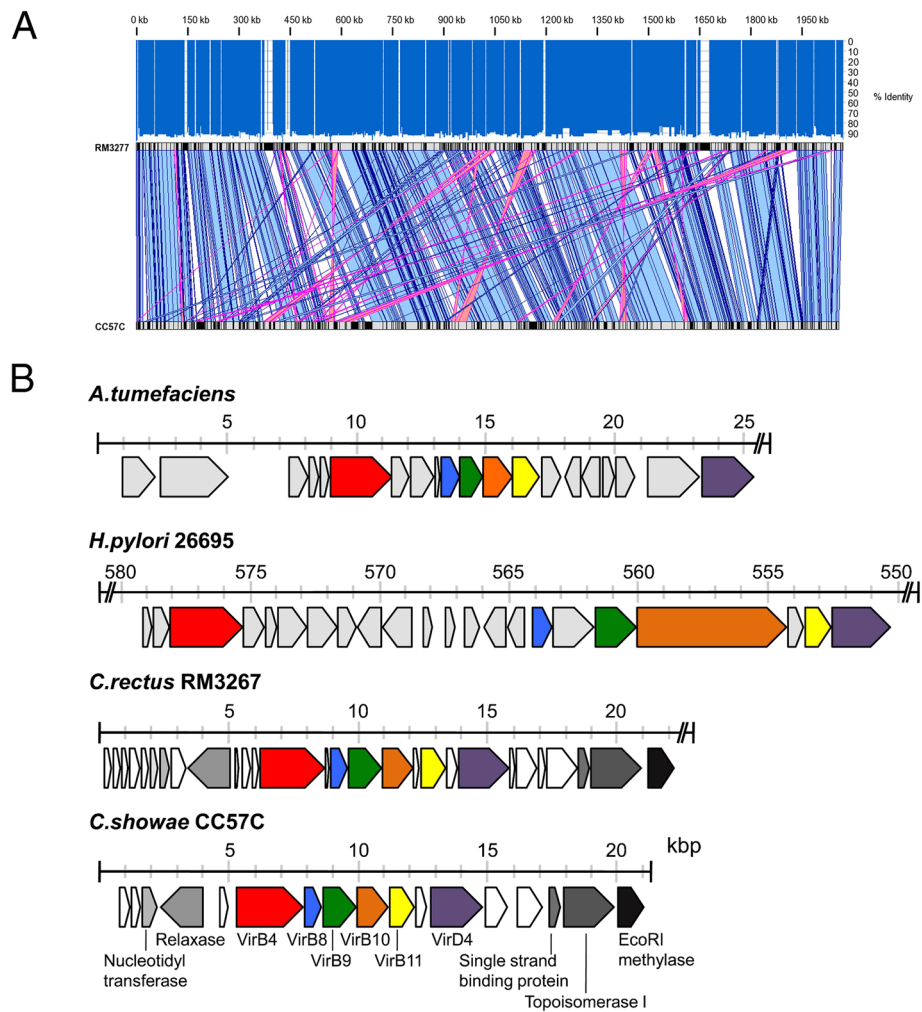 A
0 kb 150 kb 300 kb 450 kb 600 kb 750 kb 900 kb 1050 kb 1200 kb 1350 kb 1500 kb 1650 kb 1800 kb 1950 kb
0
10
20
30
40
50
60
70
80
90
% Identity
RM3277
CC57C
B
A.tumefaciens
5 10 15 20 25
H.pylori 26695
580 575 570 565 560 555 550
C.rectus RM3267
5 10 15 20
C.showae CC57C
5 10 15 20 kbp
Relaxase VirB4 VirB8 VirB10 VirD4 EcoRI
Nucleotidyl VirB9 VirB11 Single strand methylase
transferase binding protein
Topoisomerase I